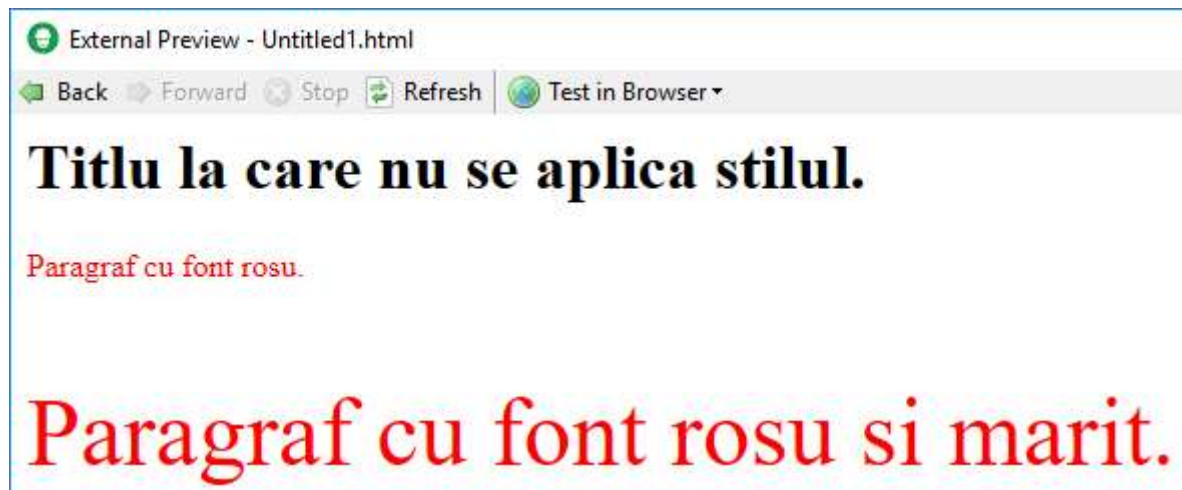 External Preview - Untitled1.html
Back Forward Stop Refresh Test in Browser
Titlu la care nu se aplica stilul.
Paragraf cu font rosu.
Paragraf cu font rosu si marit.